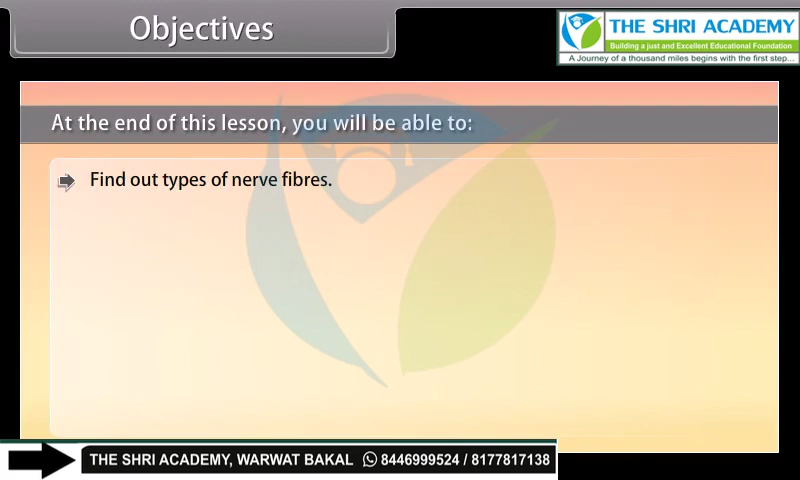 Objectives
THE SHRI ACADEMY
Building a just and Excellent Educational Foundation
A Journey of a thousand miles begins with the first step...
At the end of this lesson, you will be able to:
Find out types of nerve fibres.
THE SHRI ACADEMY, WARWAT BAKAL 8446999524 / 8177817138